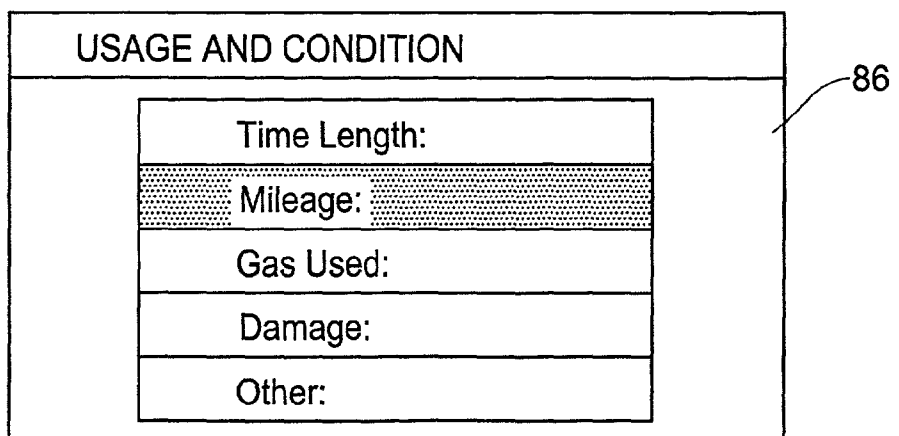 USAGE AND CONDITION
86
Time Length:
Mileage:
Gas Used:
Damage:
Other: